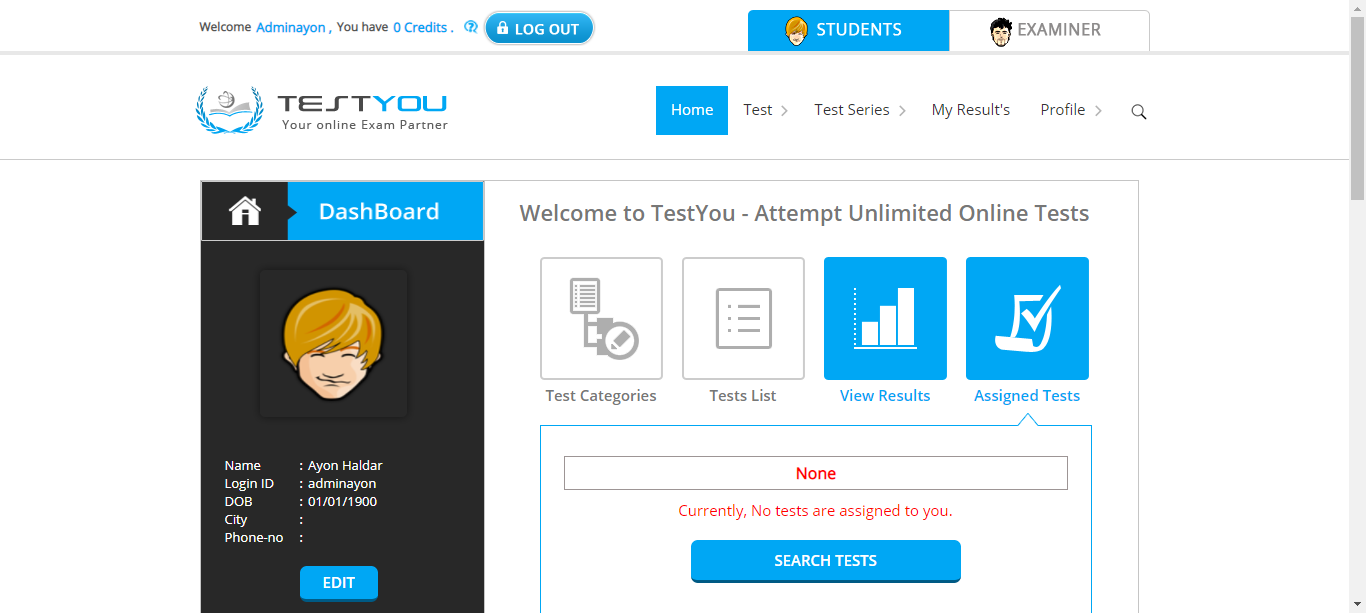 Welcome Adminayon , You have 0 Credits . LOG OUT
STUDENTS
EXAMINER
TESTYOU
Your online Exam Partner
Home Test Test Series My Result's Profile
DashBoard
Name : Ayon Haldar
Login ID : adminayon
DOB : 01/01/1900
City :
Phone-no :
EDIT
Welcome to TestYou - Attempt Unlimited Online Tests
Test Categories
Tests List
View Results
Assigned Tests
None
Currently, No tests are assigned to you.
SEARCH TESTS